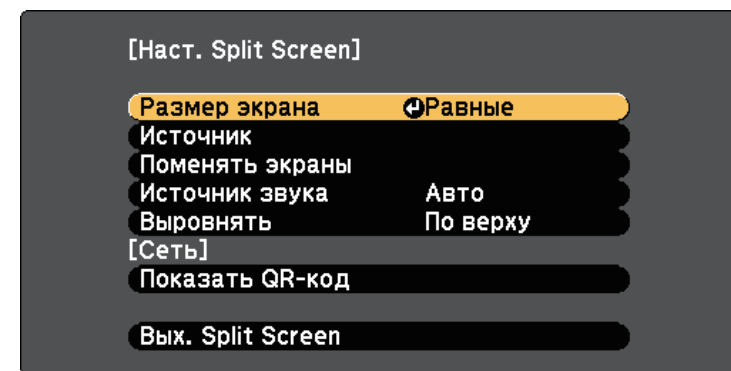 [Наст. Split Screen]
Размер экрана Равные
Источник
Поменять экраны
Источник звука Авто
Выровнять По верху
[Сеть]
Показать QR-код
Вых. Split Screen